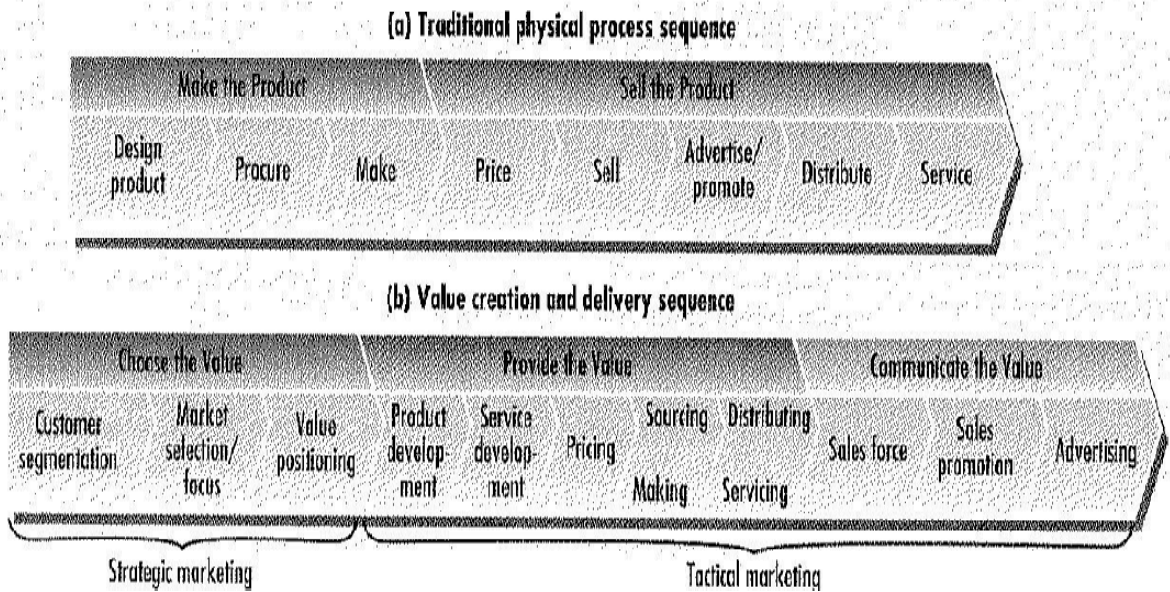 (a) Traditional physical process sequence
Make the Product
Sell the Product
Design
product
Procure
Make
Price
Sell
Advertise/
promote
Distribute
Service
(b) Value creation and delivery sequence
Choose the Value
Provide the Value
Communicate the Value
Customer
segmentation
Market
selection/
focus
Value
positioning
Product
develop-
ment
Service
develop-
ment
Pricing
Sourcing
Making
Distributing
Servicing
Sales force
Sales
promotion
Advertising
Strategic marketing
Tactical marketing